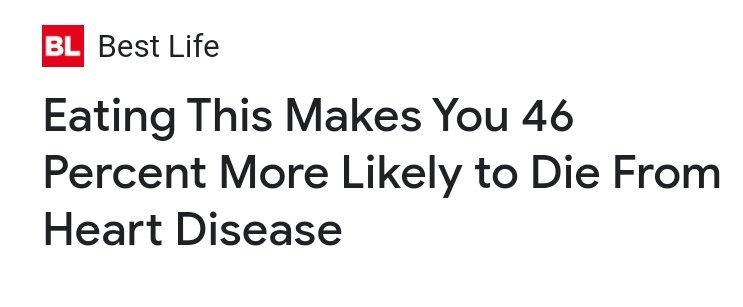 BL Best Life
Eating This Makes You 46
Percent More Likely to Die From
Heart Disease